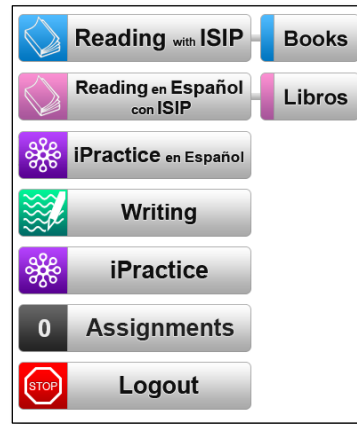 Reading with ISIP
Books
Reading en Español
con ISIP
Libros
iPractice en Español
Writing
iPractice
0 Assignments
STOP Logout